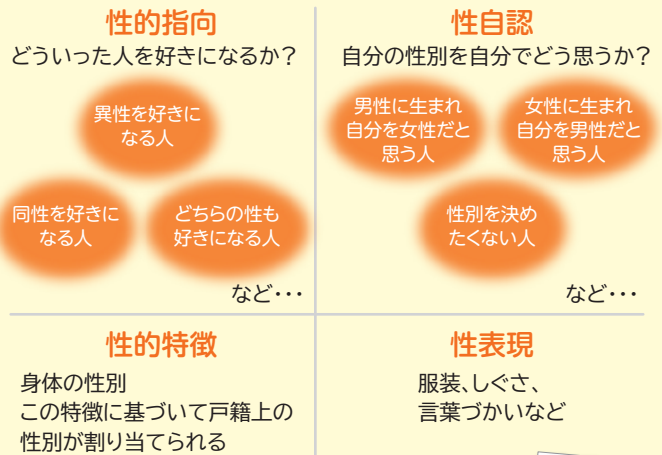 性的指向
どういった人を好きになるか？
異性を好きに
なる人
同性を好きに
なる人
どちらの性も
好きになる人
など・・・
性自認
自分の性別を自分でどう思うか？
男性に生まれ
自分を女性だと
思う人
女性に生まれ
自分を男性だと
思う人
性別を決め
たくない人
など・・・
性的特徴
身体の性別
この特徴に基づいて戸籍上の
性別が割り当てられる
性表現
服装、しぐさ、
言葉づかいなど